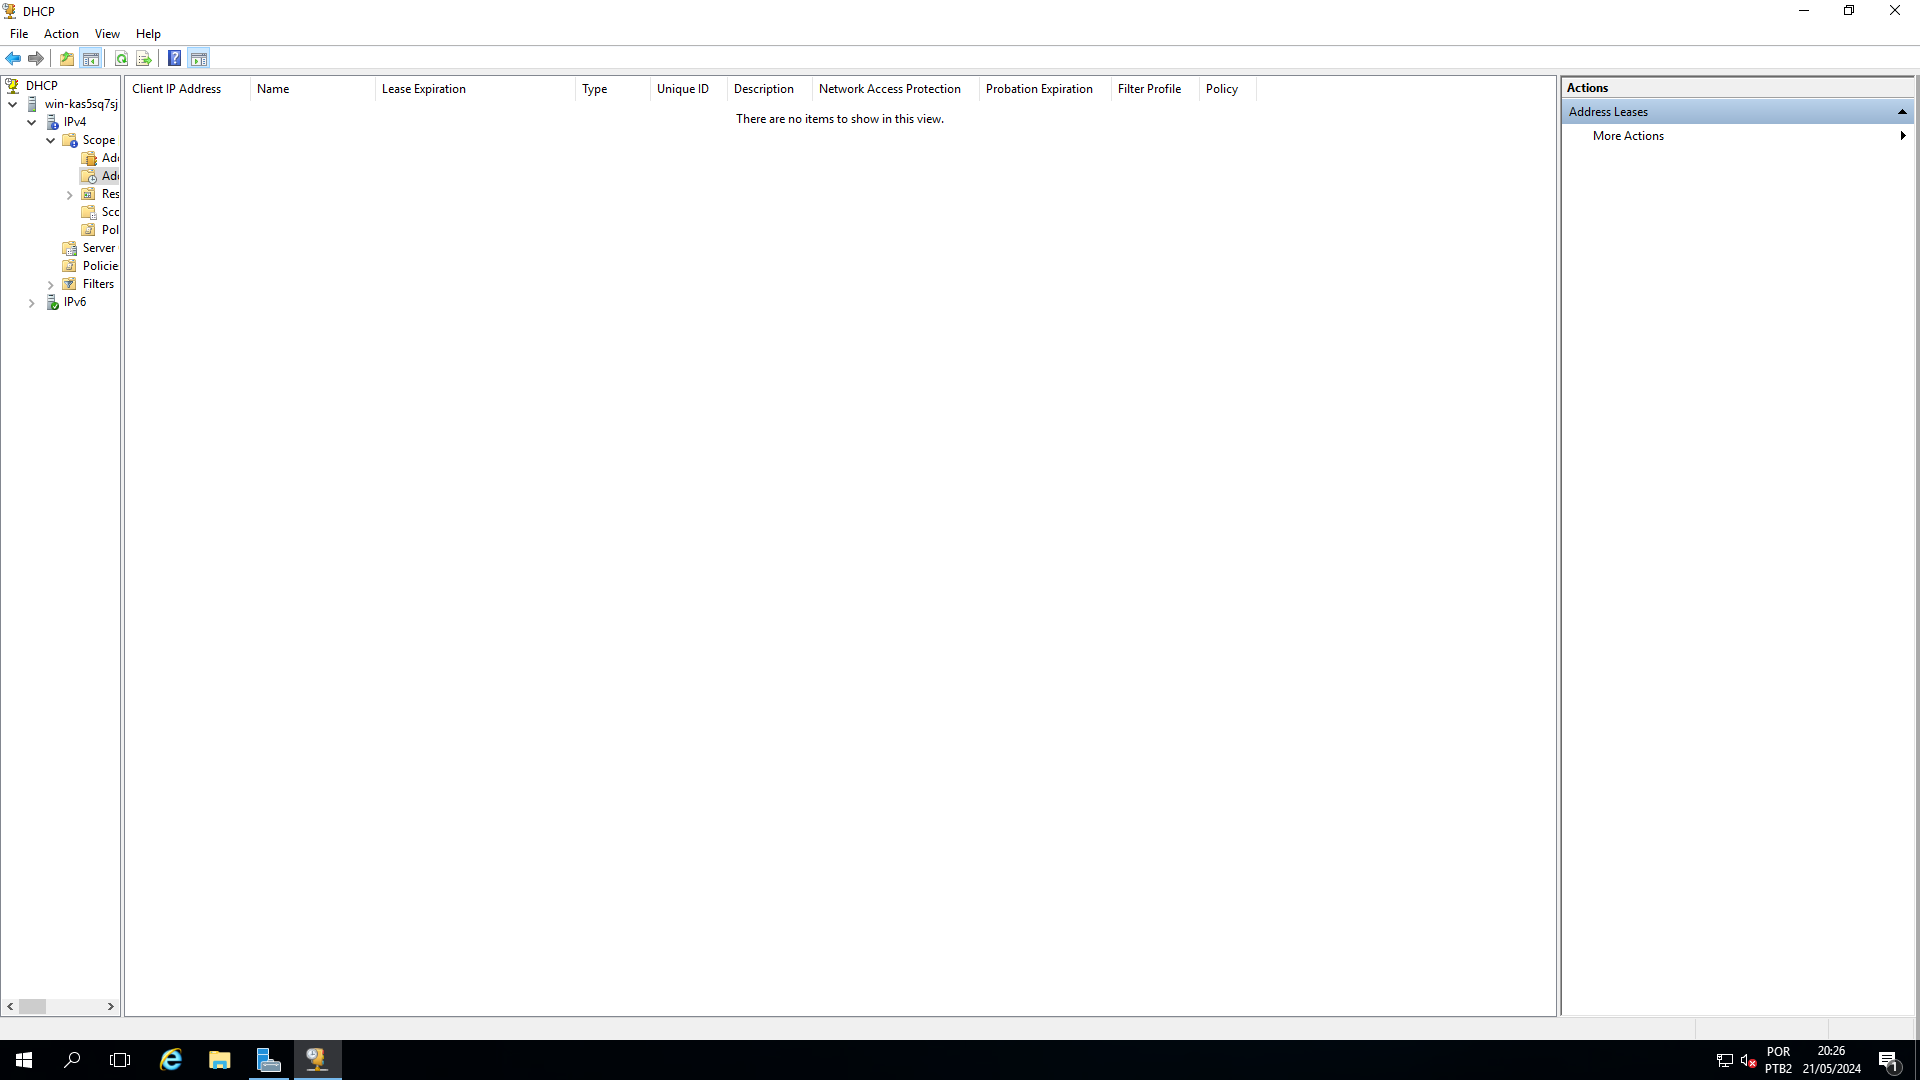 DHCP
File Action View Help
DHCP
win-kas5sq7sj
IPv4
Scope
Add
Add
Res
Sco
Pol
Server
Policie
Filters
IPv6
Client IP Address Name Lease Expiration Type Unique ID Description Network Access Protection Probation Expiration Filter Profile Policy
There are no items to show in this view.
Actions
Address Leases
More Actions
POR
PTB2
20:26
21/05/2024
1